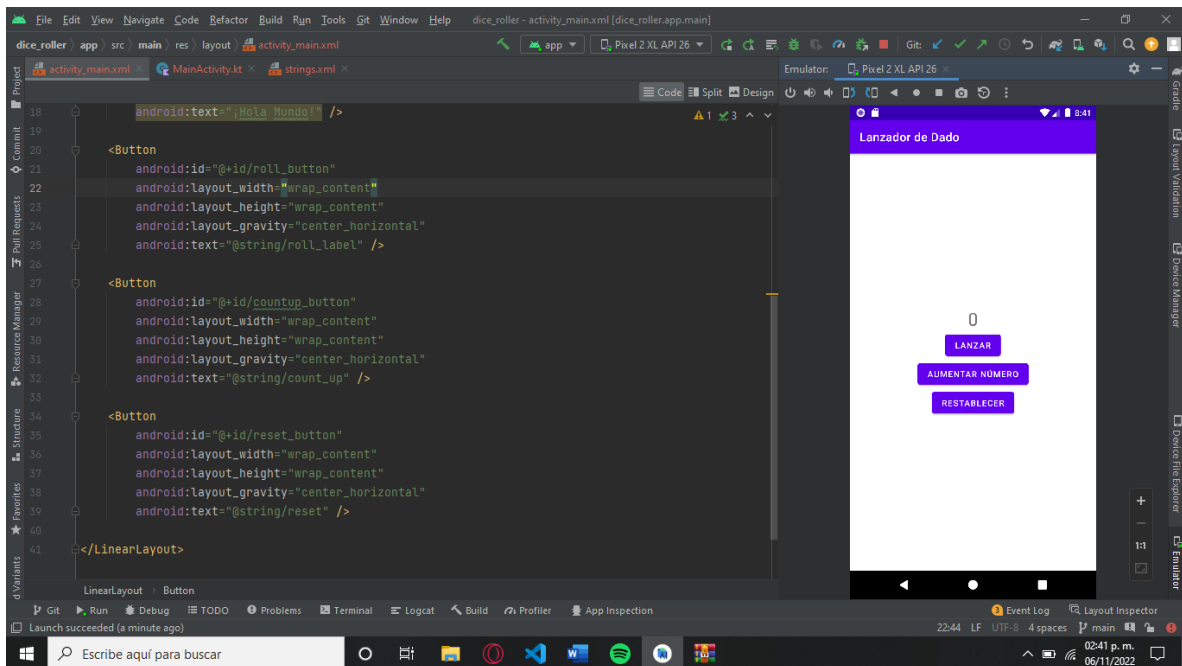 File Edit View Navigate Code Refactor Build Run Tools Git Window Help dice_roller - activity_main.xml [dice_roller.app.main]
dice_roller app src main res layout activity_main.xml app Pixel 2 XL API 26 Git:
activity_main.xml MainActivity.kt strings.xml Emulator: Pixel 2 XL API 26
Code Split Design
18 android:text="¡Hola Mundo!" /> 1 3
19
20 <Button
21 android:id="@+id/roll_button"
22 android:layout_width="wrap_content"
23 android:layout_height="wrap_content"
24 android:layout_gravity="center_horizontal"
25 android:text="@string/roll_label" />
26
27 <Button
28 android:id="@+id/countup_button"
29 android:layout_width="wrap_content"
30 android:layout_height="wrap_content"
31 android:layout_gravity="center_horizontal"
32 android:text="@string/count_up" />
33
34 <Button
35 android:id="@+id/reset_button"
36 android:layout_width="wrap_content"
37 android:layout_height="wrap_content"
38 android:layout_gravity="center_horizontal"
39 android:text="@string/reset" />
40
41 </LinearLayout>
LinearLayout Button
Project
Commit
Pull Requests
Resource Manager
Structure
Favorites
d Variants
8:41
Lanzador de Dado
0
LANZAR
AUMENTAR NÚMERO
RESTABLECER
1:1
Gradle
Layout Validation
Device Manager
Device File Explorer
Emulator
Git Run Debug TODO Problems Terminal Logcat Build Profiler App Inspection 3 Event Log Layout Inspector
Launch succeeded (a minute ago) 22:44 LF UTF-8 4 spaces main
Escribe aquí para buscar
02:41 p. m.
06/11/2022